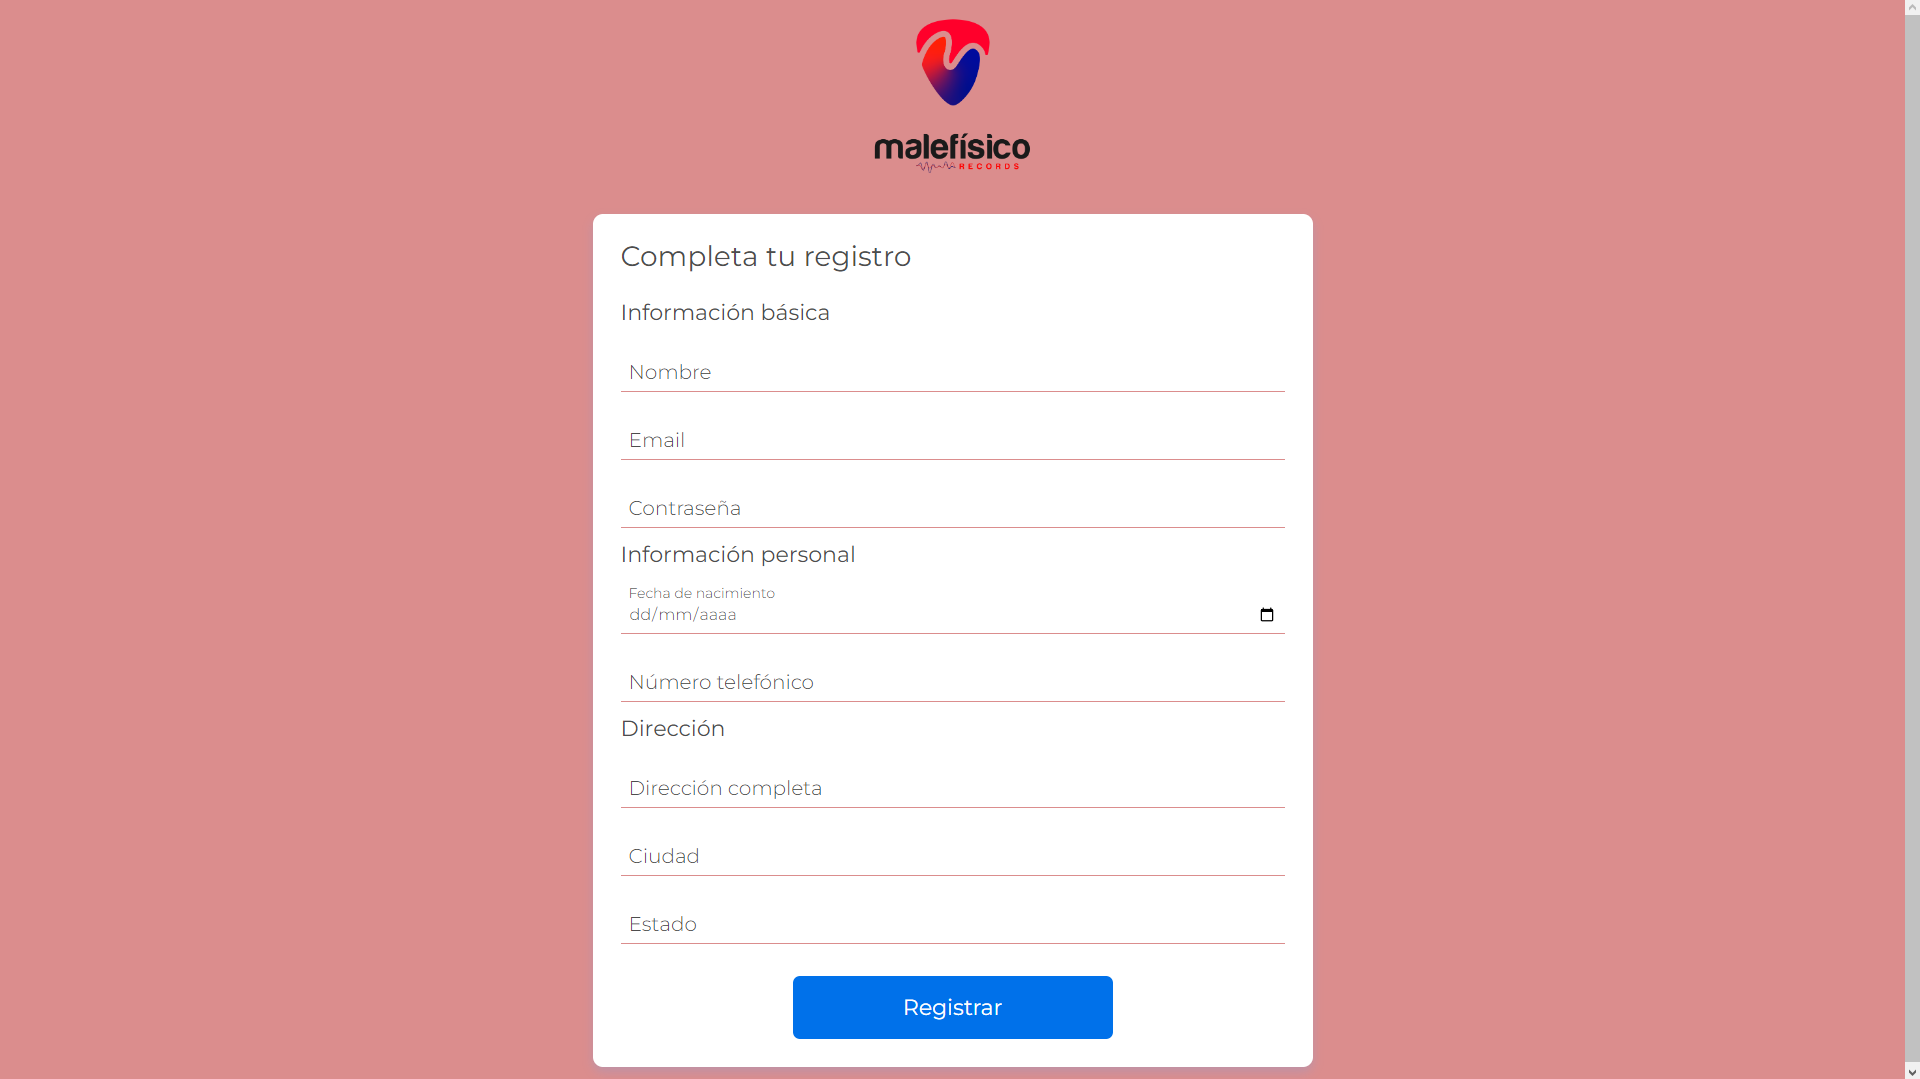 malefísico
RECORDS
Completa tu registro
Información básica
Nombre
Email
Contraseña
Información personal
Fecha de nacimiento
dd/mm/aaaa
Número telefónico
Dirección
Dirección completa
Ciudad
Estado
Registrar